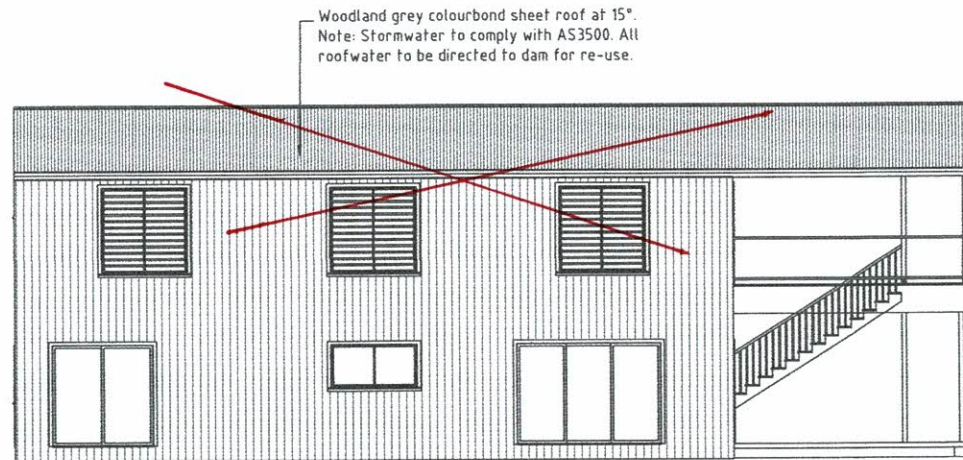 Woodland grey colourbond sheet roof at 15°.
Note: Stormwater to comply with AS3500. All
roofwater to be directed to dam for re-use.